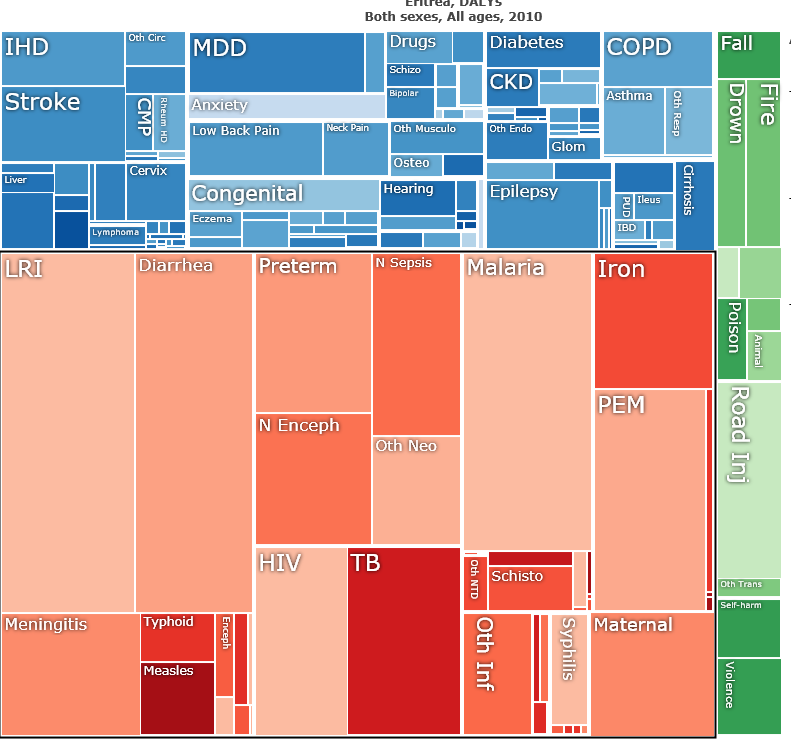 Eritrea, DALYs
Both sexes, All ages, 2010
IHD
Oth Circ
Stroke
CMP
Rheum HD
Liver
Cervix
Lymphoma
MDD
Drugs
Schizo
Bipolar
Anxiety
Low Back Pain
Neck Pain
Oth Musculo
Osteo
Congenital
Eczema
Hearing
Diabetes
CKD
Oth Endo
Glom
Epilepsy
COPD
Asthma
Oth Resp
PUD
Ileus
IBD
Cirrhosis
Fall
Drown
Fire
Poison
Animal
Road Inj
Oth Trans
Self-harm
Violence
LRI
Diarrhea
Meningitis
Typhoid
Measles
Enceph
Preterm
N Sepsis
N Enceph
Oth Neo
HIV
TB
Malaria
Oth NTD
Schisto
Iron
PEM
Oth Inf
Syphilis
Maternal